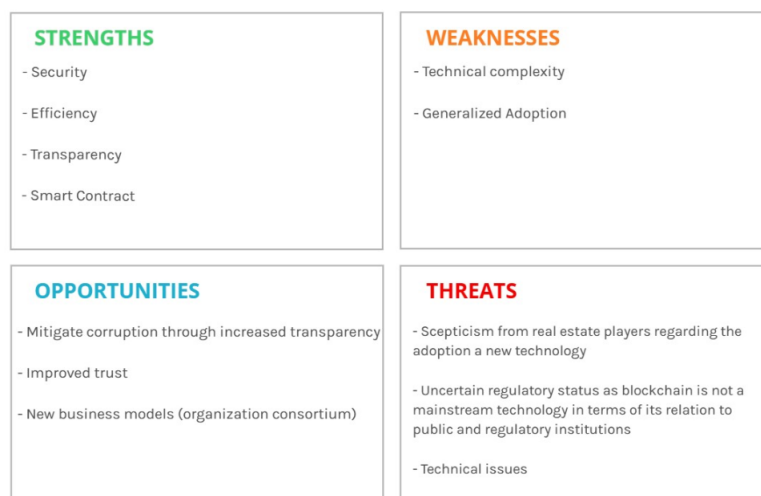 STRENGTHS
- Security
- Efficiency
- Transparency
- Smart Contract
WEAKNESSES
- Technical complexity
- Generalized Adoption
OPPORTUNITIES
- Mitigate corruption through increased transparency
- Improved trust
- New business models (organization consortium)
THREATS
- Scepticism from real estate players regarding the
adoption a new technology
- Uncertain regulatory status as blockchain is not a
mainstream technology in terms of its relation to
public and regulatory institutions
- Technical issues